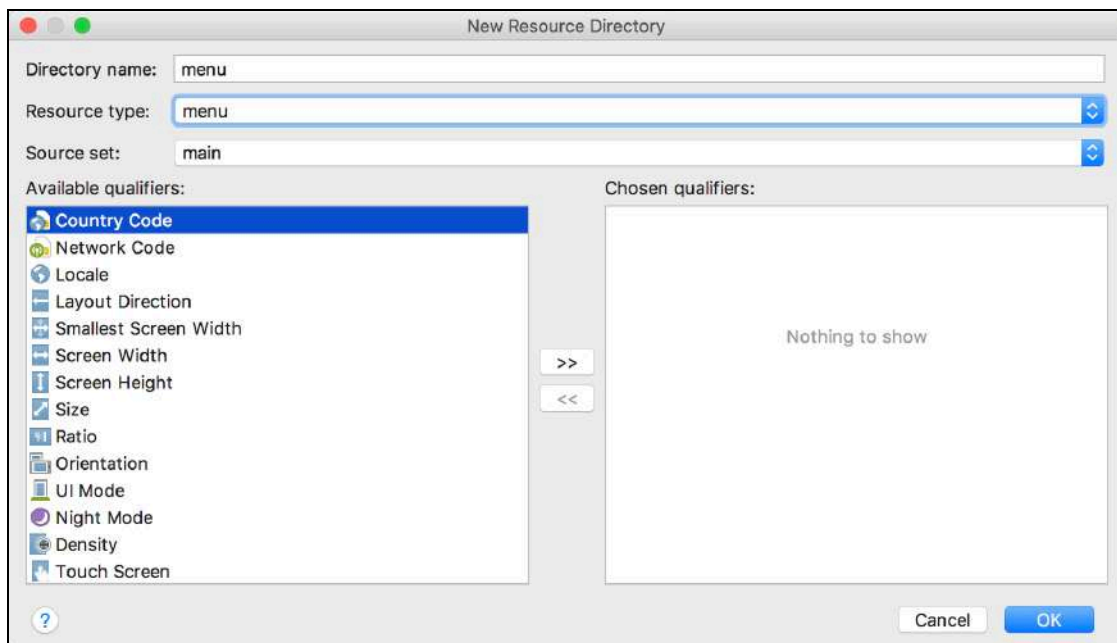 New Resource Directory
Directory name: menu
Resource type: menu
Source set: main
Available qualifiers:
Country Code
Network Code
Locale
Layout Direction
Smallest Screen Width
Screen Width
Screen Height
Size
Ratio
Orientation
UI Mode
Night Mode
Density
Touch Screen
>>
<<
Chosen qualifiers:
Nothing to show
?
Cancel
OK